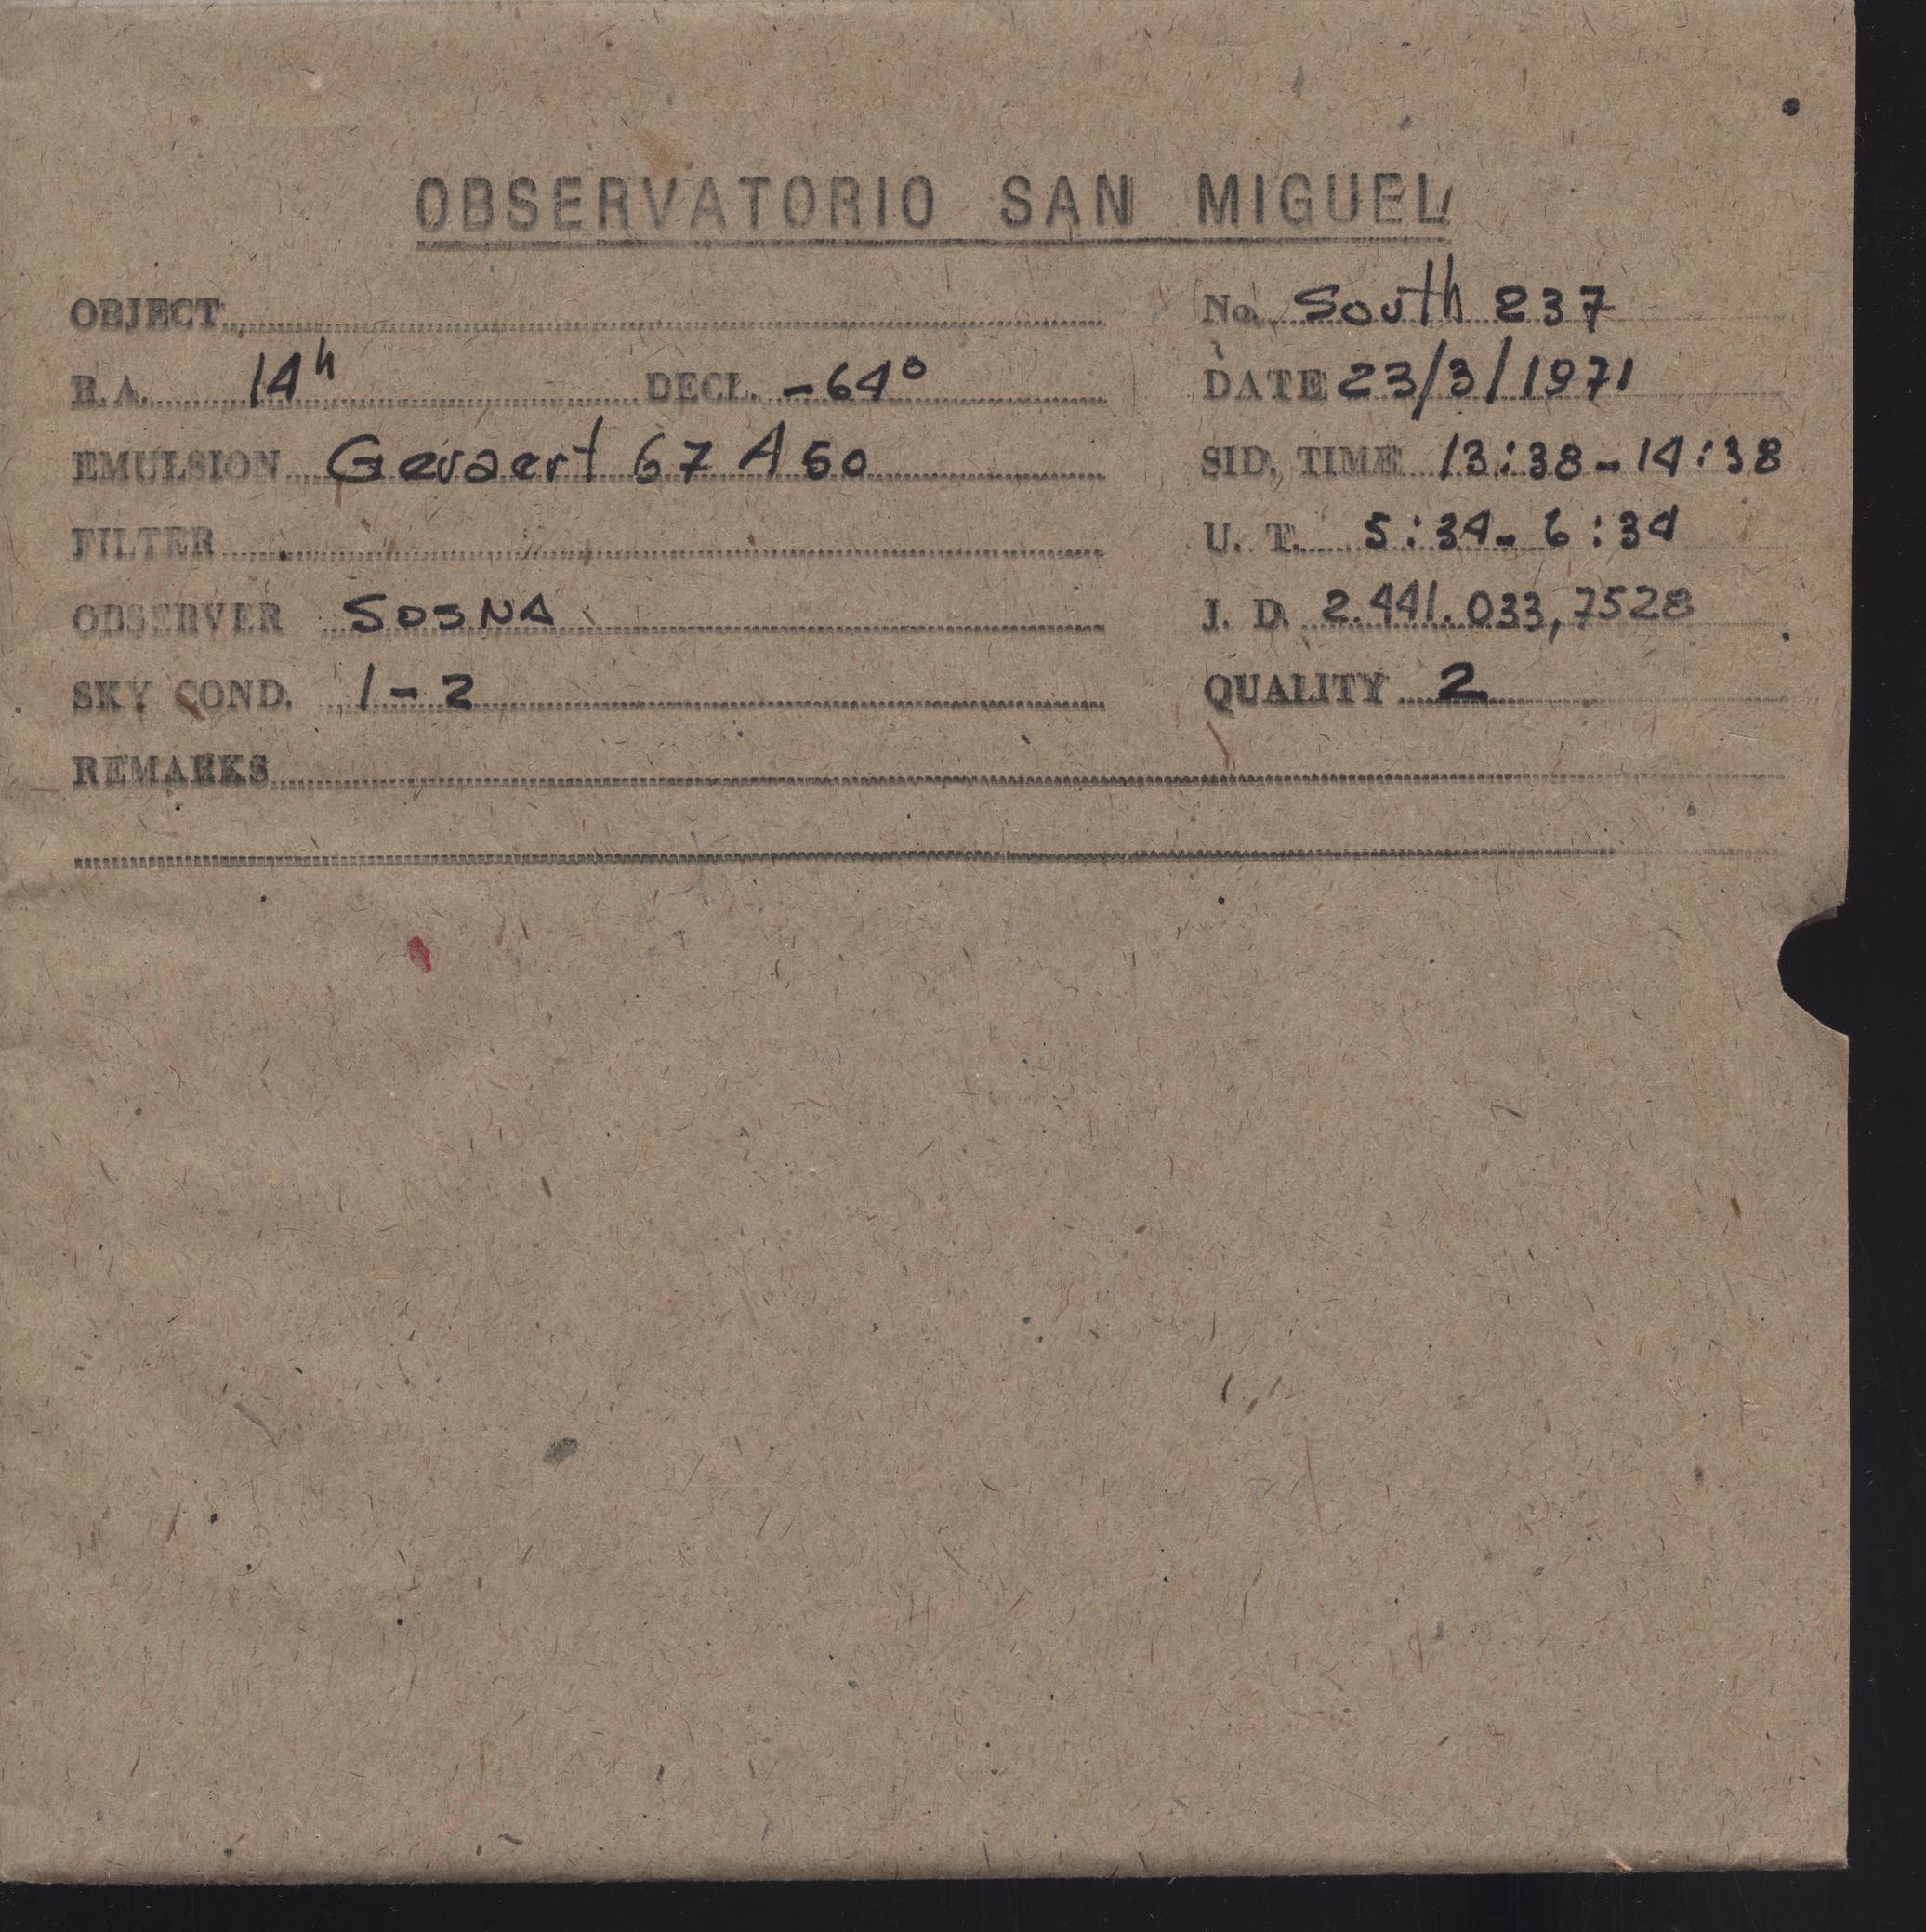 OBSERVATORIO SAN MIGUEL
OBJECT No. South 237
R.A. 14h DECL. -64° DATE 23/3/1971
EMULSION Gevaert 67 A 50 SID. TIME 13:38-14:38
FILTER U. T. 5:34-6:34
OBSERVER SOSNA J. D. 2.441.033,7528
SKY COND. 1-2 QUALITY 2
REMARKS